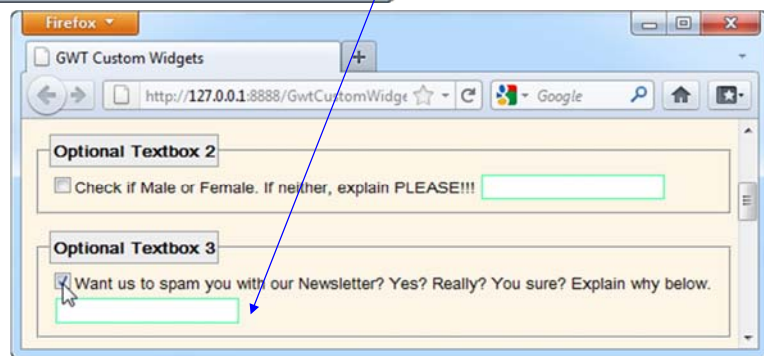 Firefox
GWT Custom Widgets
http://127.0.0.1:8888/GwtCustomWidge
Google
Optional Textbox 2
Check if Male or Female. If neither, explain PLEASE!!!
Optional Textbox 3
Want us to spam you with our Newsletter? Yes? Really? You sure? Explain why below.